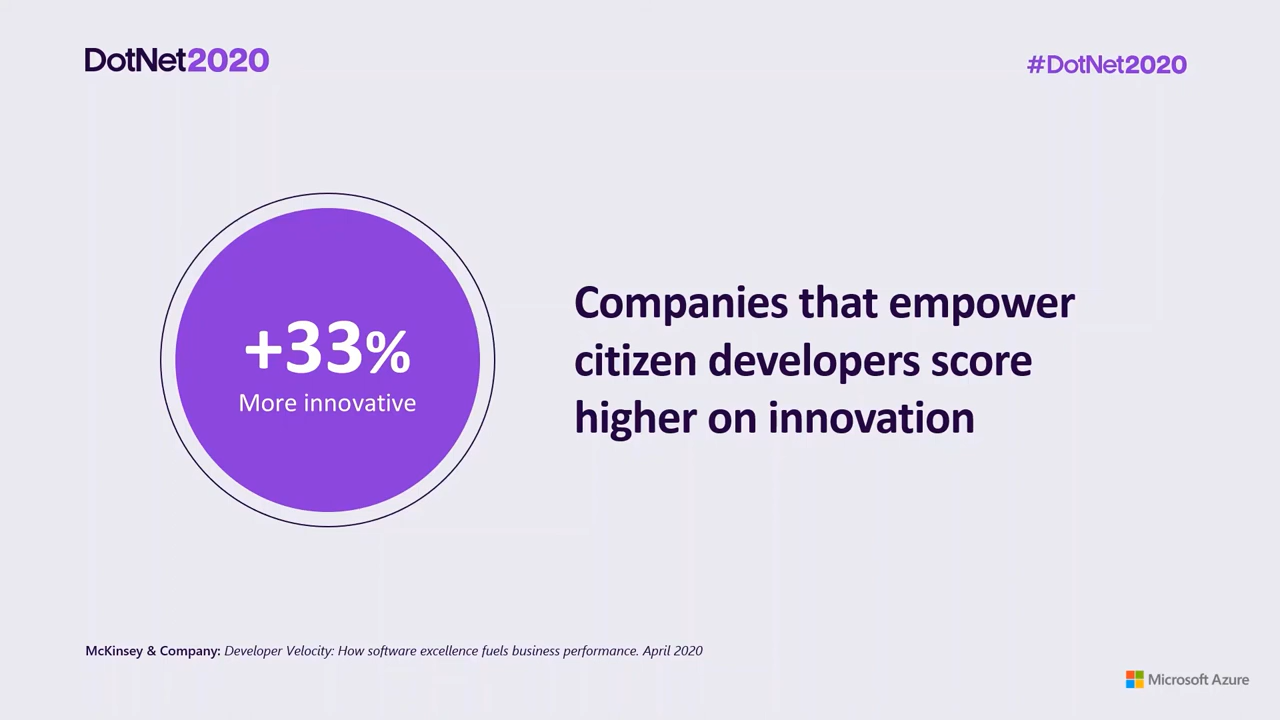 DotNet2020
#DotNet2020
+33%
More innovative
Companies that empower
citizen developers score
higher on innovation
McKinsey & Company: Developer Velocity: How software excellence fuels business performance. April 2020
Microsoft Azure